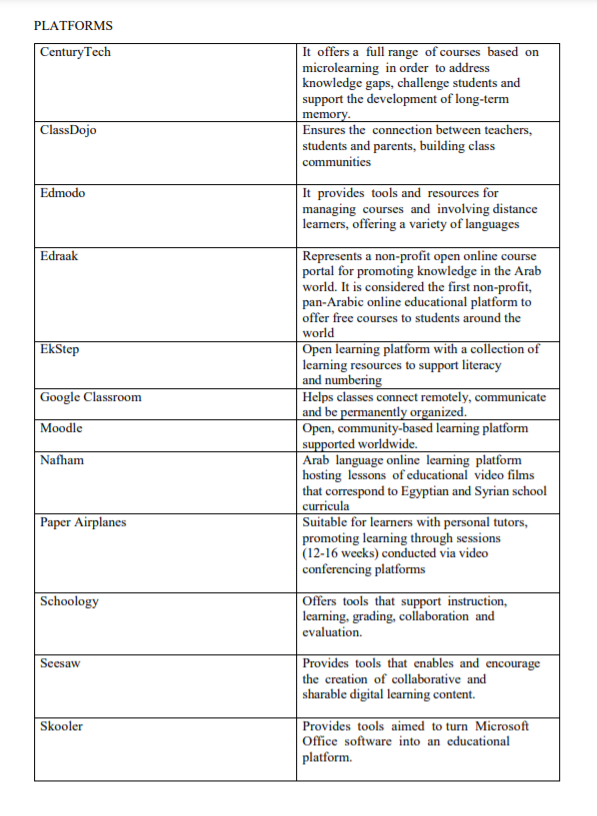 PLATFORMS
CenturyTech
It offers a full range of courses based on
microlearning in order to address
knowledge gaps, challenge students and
support the development of long-term
memory.
ClassDojo
Ensures the connection between teachers,
students and parents, building class
communities
Edmodo
It provides tools and resources for
managing courses and involving distance
learners, offering a variety of languages
Edraak
Represents a non-profit open online course
portal for promoting knowledge in the Arab
world. It is considered the first non-profit,
pan-Arabic online educational platform to
offer free courses to students around the
world
EkStep
Open learning platform with a collection of
learning resources to support literacy
and numbering
Google Classroom
Helps classes connect remotely, communicate
and be permanently organized.
Moodle
Open, community-based learning platform
supported worldwide.
Nafham
Arab language online learning platform
hosting lessons of educational video films
that correspond to Egyptian and Syrian school
curricula
Paper Airplanes
Suitable for learners with personal tutors,
promoting learning through sessions
(12-16 weeks) conducted via video
conferencing platforms
Schoology
Offers tools that support instruction,
learning, grading, collaboration and
evaluation.
Seesaw
Provides tools that enables and encourage
the creation of collaborative and
sharable digital learning content.
Skooler
Provides tools aimed to turn Microsoft
Office software into an educational
platform.